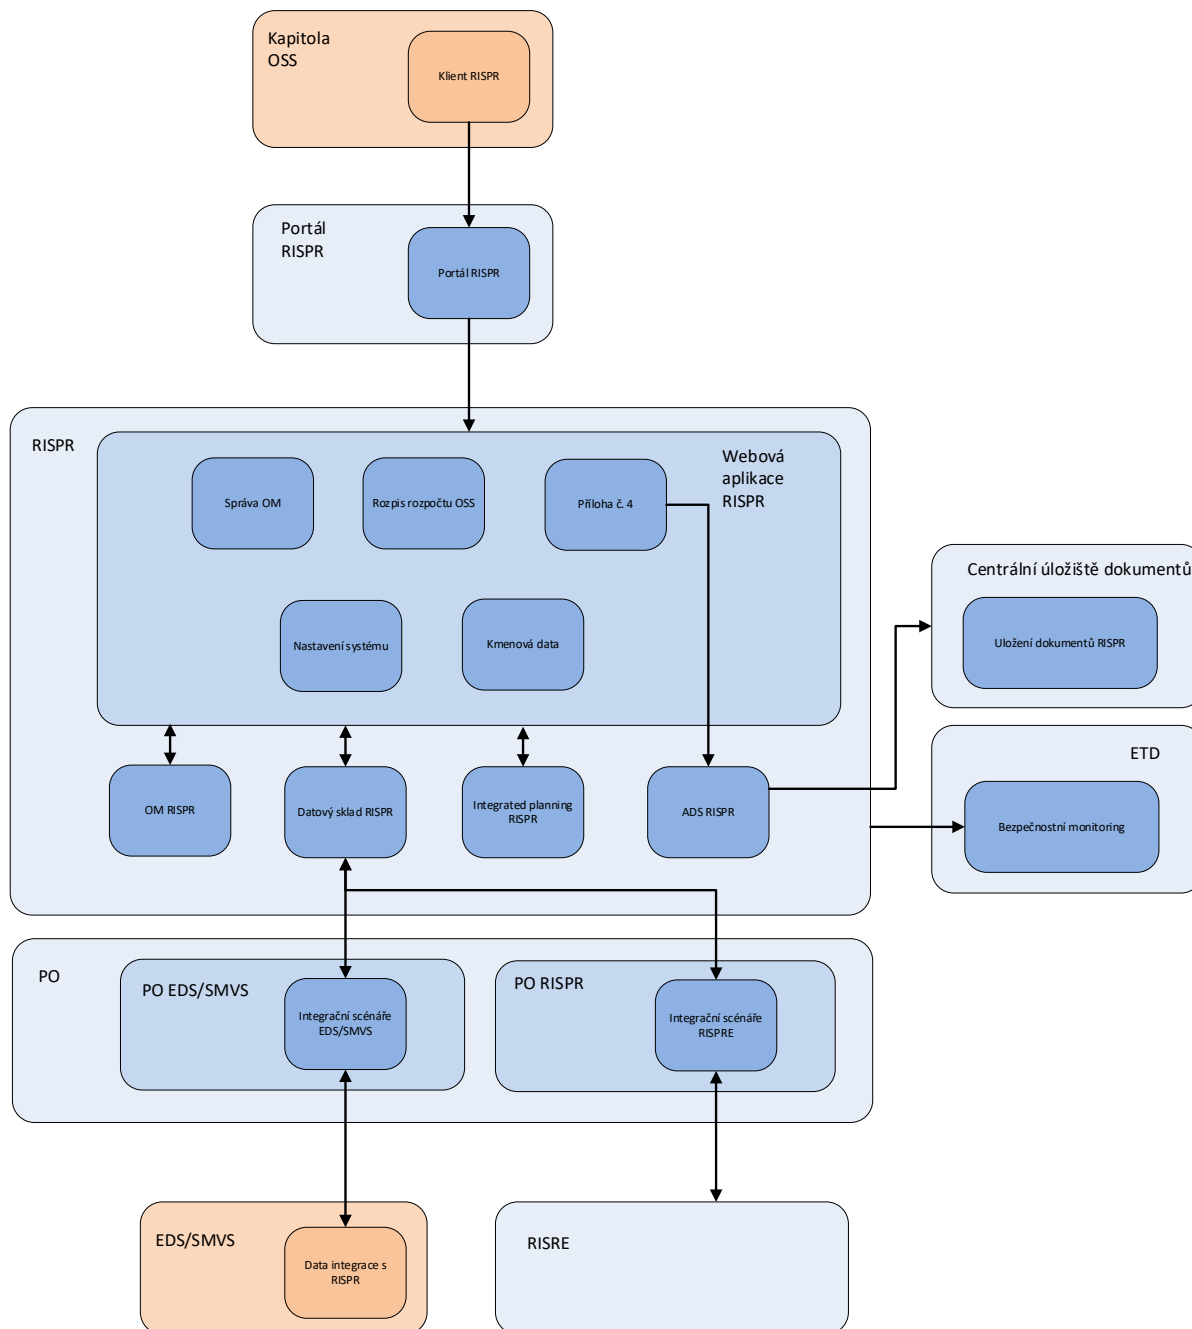 Kapitola
OSS
Klient RISPR
Portál
RISPR
Portál RISPR
RISPR
Webová
aplikace
RISPR
Správa OM
Rozpis rozpočtu OSS
Příloha č. 4
Nastavení systému
Kmenová data
Centrální úložiště dokumentů
Uložení dokumentů RISPR
ETD
Bezpečnostní monitoring
OM RISPR
Datový sklad RISPR
Integrated planning
RISPR
ADS RISPR
PO
PO EDS/SMVS
Integrační scénáře
EDS/SMVS
PO RISPR
Integrační scénáře
RISPRE
EDS/SMVS
Data integrace s
RISPR
RISRE